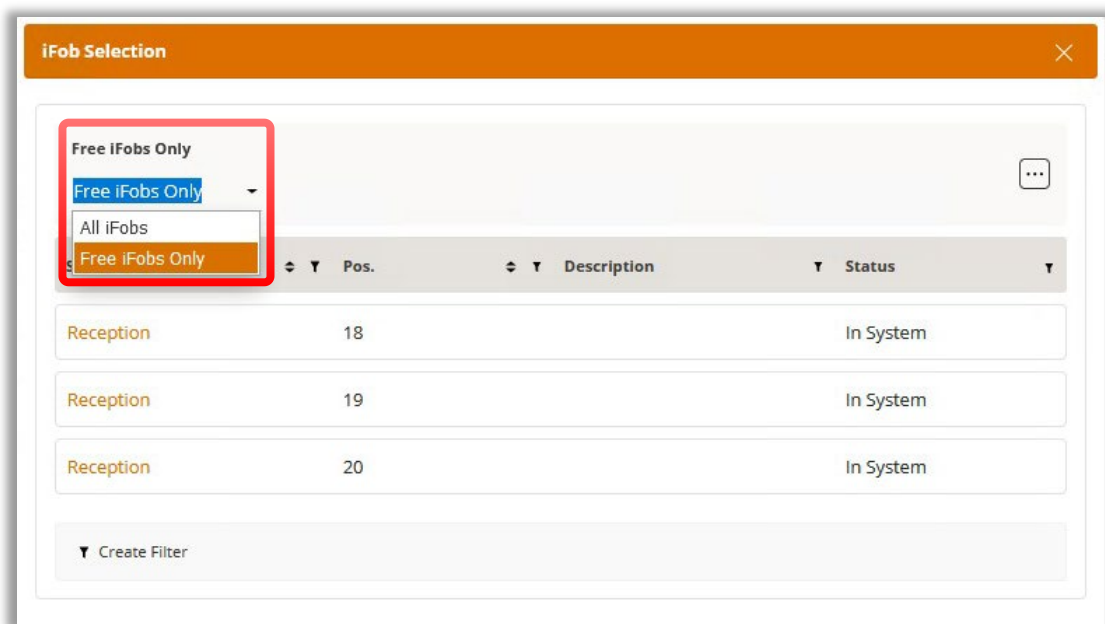 iFob Selection
Free iFobs Only
Free iFobs Only
All iFobs
Free iFobs Only
Pos. Description Status
Reception 18 In System
Reception 19 In System
Reception 20 In System
Create Filter